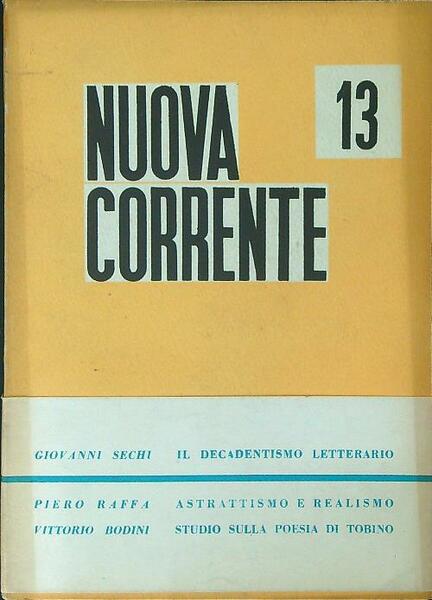 NUOVA
13
CORRENTE
GIOVANNI SECHI IL DECADENTISMO LETTERARIO
PIERO RAFFA ASTRATTISMO E REALISMO
VITTORIO BODINI STUDIO SULLA POESIA DI TOBINO